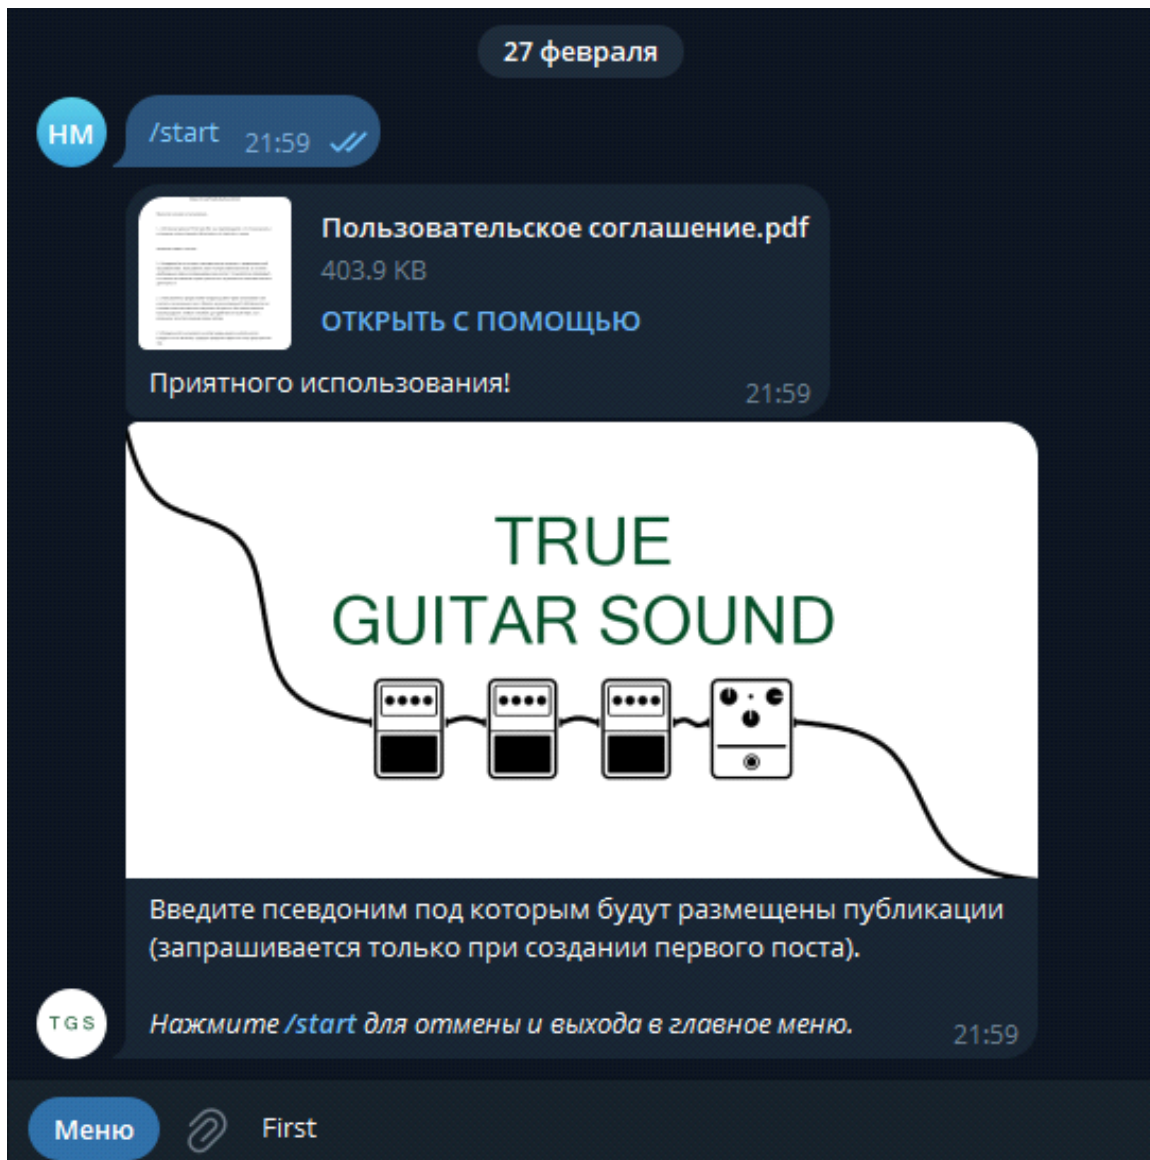 27 февраля
НМ
/start 21:59
Пользовательское соглашение.pdf
403.9 KB
ОТКРЫТЬ С ПОМОЩЬЮ
Приятного использования!
21:59
TRUE
GUITAR SOUND
Введите псевдоним под которым будут размещены публикации
(запрашивается только при создании первого поста).
TGS
Нажмите /start для отмены и выхода в главное меню.
21:59
Меню
First